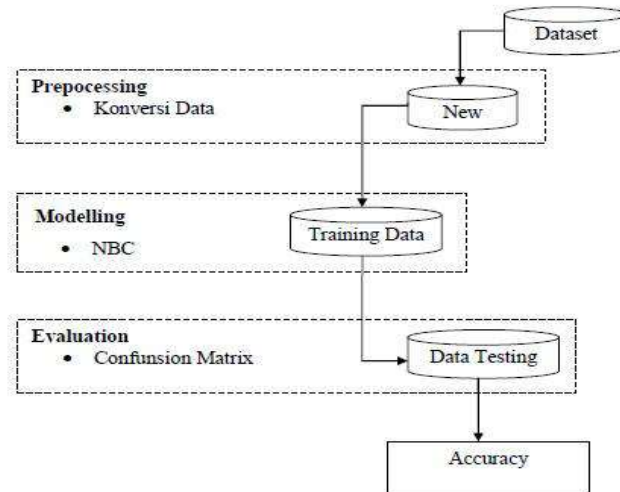 Dataset
Prepocessing
• Konversi Data
New
Modelling
• NBC
Training Data
Evaluation
• Confunsion Matrix
Data Testing
Accuracy